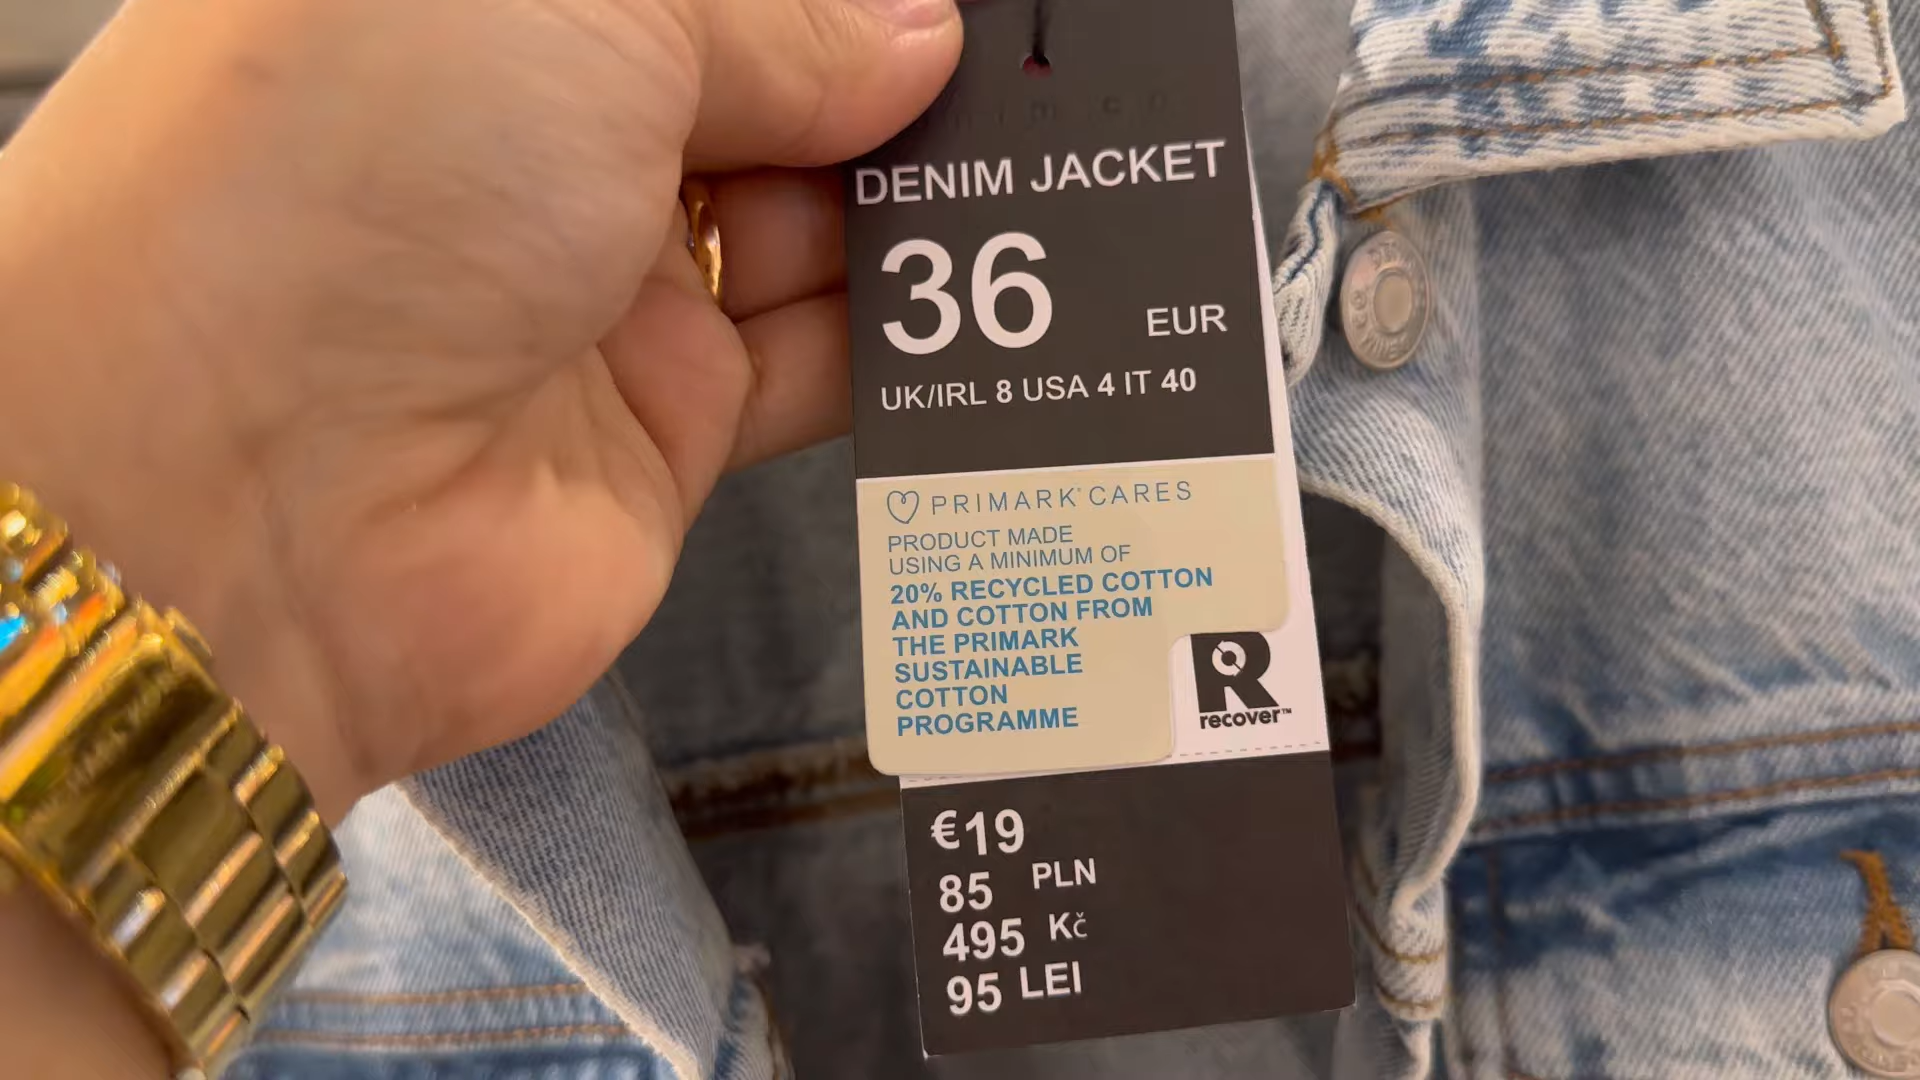 DENIM JACKET
36 EUR
UK/IRL 8 USA 4 IT 40
PRIMARK® CARES
PRODUCT MADE
USING A MINIMUM OF
20% RECYCLED COTTON
AND COTTON FROM
THE PRIMARK
SUSTAINABLE
COTTON
PROGRAMME
R
recover™
€19
85 PLN
495 Kč
95 LEI